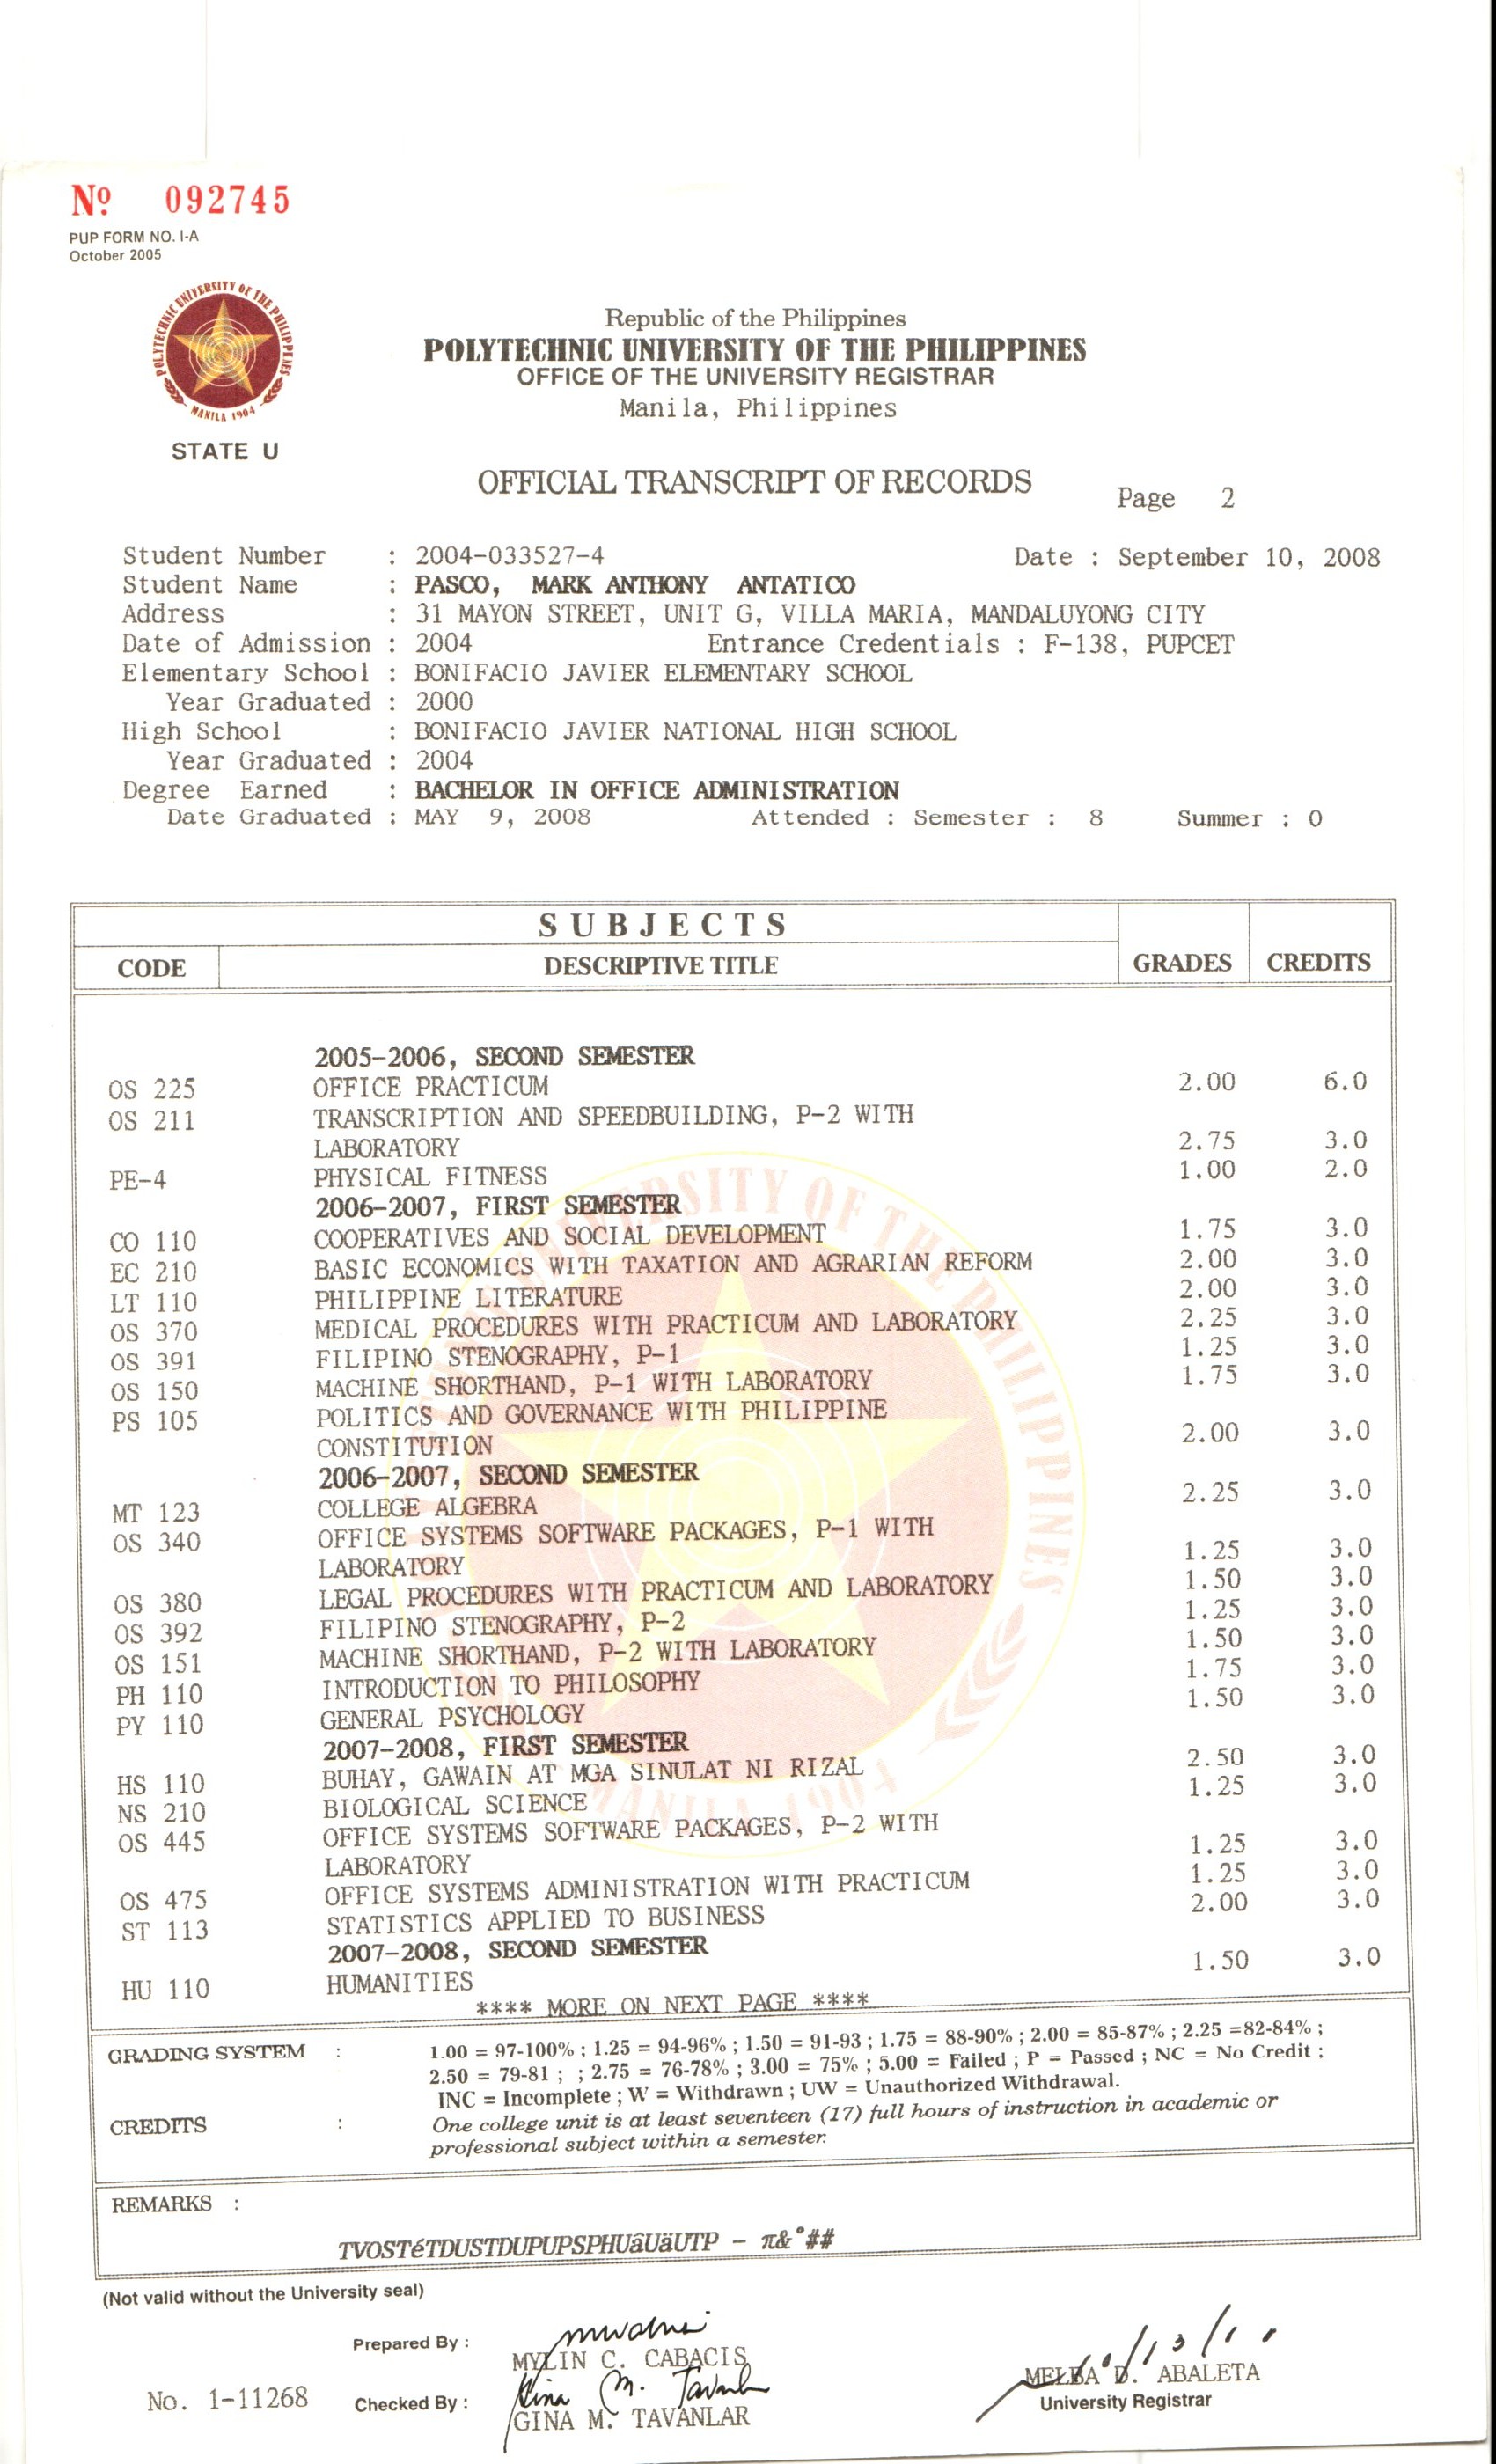 Nº 092745
PUP FORM NO. I-A
October 2005
POLYTECHNIC UNIVERSITY OF THE PHILIPPINES
MANILA 1904
STATE U
Republic of the Philippines
POLYTECHNIC UNIVERSITY OF THE PHILIPPINES
OFFICE OF THE UNIVERSITY REGISTRAR
Manila, Philippines
OFFICIAL TRANSCRIPT OF RECORDS Page 2
Student Number : 2004-033527-4 Date : September 10, 2008
Student Name : PASCO, MARK ANTHONY ANTATICO
Address : 31 MAYON STREET, UNIT G, VILLA MARIA, MANDALUYONG CITY
Date of Admission : 2004 Entrance Credentials : F-138, PUPCET
Elementary School : BONIFACIO JAVIER ELEMENTARY SCHOOL
Year Graduated : 2000
High School : BONIFACIO JAVIER NATIONAL HIGH SCHOOL
Year Graduated : 2004
Degree Earned : BACHELOR IN OFFICE ADMINISTRATION
Date Graduated : MAY 9, 2008 Attended : Semester : 8 Summer : 0
SUBJECTS
CODE DESCRIPTIVE TITLE GRADES CREDITS
2005-2006, SECOND SEMESTER
OS 225 OFFICE PRACTICUM 2.00 6.0
OS 211 TRANSCRIPTION AND SPEEDBUILDING, P-2 WITH
LABORATORY 2.75 3.0
PE-4 PHYSICAL FITNESS 1.00 2.0
2006-2007, FIRST SEMESTER
CO 110 COOPERATIVES AND SOCIAL DEVELOPMENT 1.75 3.0
EC 210 BASIC ECONOMICS WITH TAXATION AND AGRARIAN REFORM 2.00 3.0
LT 110 PHILIPPINE LITERATURE 2.00 3.0
OS 370 MEDICAL PROCEDURES WITH PRACTICUM AND LABORATORY 2.25 3.0
OS 391 FILIPINO STENOGRAPHY, P-1 1.25 3.0
OS 150 MACHINE SHORTHAND, P-1 WITH LABORATORY 1.75 3.0
PS 105 POLITICS AND GOVERNANCE WITH PHILIPPINE
CONSTITUTION 2.00 3.0
2006-2007, SECOND SEMESTER
MT 123 COLLEGE ALGEBRA 2.25 3.0
OS 340 OFFICE SYSTEMS SOFTWARE PACKAGES, P-1 WITH
LABORATORY 1.25 3.0
OS 380 LEGAL PROCEDURES WITH PRACTICUM AND LABORATORY 1.50 3.0
OS 392 FILIPINO STENOGRAPHY, P-2 1.25 3.0
OS 151 MACHINE SHORTHAND, P-2 WITH LABORATORY 1.50 3.0
PH 110 INTRODUCTION TO PHILOSOPHY 1.75 3.0
PY 110 GENERAL PSYCHOLOGY 1.50 3.0
2007-2008, FIRST SEMESTER
HS 110 BUHAY, GAWAIN AT MGA SINULAT NI RIZAL 2.50 3.0
NS 210 BIOLOGICAL SCIENCE 1.25 3.0
OS 445 OFFICE SYSTEMS SOFTWARE PACKAGES, P-2 WITH
LABORATORY 1.25 3.0
OS 475 OFFICE SYSTEMS ADMINISTRATION WITH PRACTICUM 1.25 3.0
ST 113 STATISTICS APPLIED TO BUSINESS 2.00 3.0
2007-2008, SECOND SEMESTER
HU 110 HUMANITIES 1.50 3.0
**** MORE ON NEXT PAGE ****
GRADING SYSTEM : 1.00 = 97-100% ; 1.25 = 94-96% ; 1.50 = 91-93 ; 1.75 = 88-90% ; 2.00 = 85-87% ; 2.25 =82-84% ;
2.50 = 79-81 ; ; 2.75 = 76-78% ; 3.00 = 75% ; 5.00 = Failed ; P = Passed ; NC = No Credit ;
INC = Incomplete ; W = Withdrawn ; UW = Unauthorized Withdrawal.
CREDITS : One college unit is at least seventeen (17) full hours of instruction in academic or
professional subject within a semester.
REMARKS :
TVOSTéTDUSTDUPUPSPHUâUäUTP - π&°##
(Not valid without the University seal)
Prepared By :
MYLIN C. CABACIS
No. 1-11268 Checked By : Gina M. Tavanlar
GINA M. TAVANLAR
MELBA D. ABALETA
University Registrar